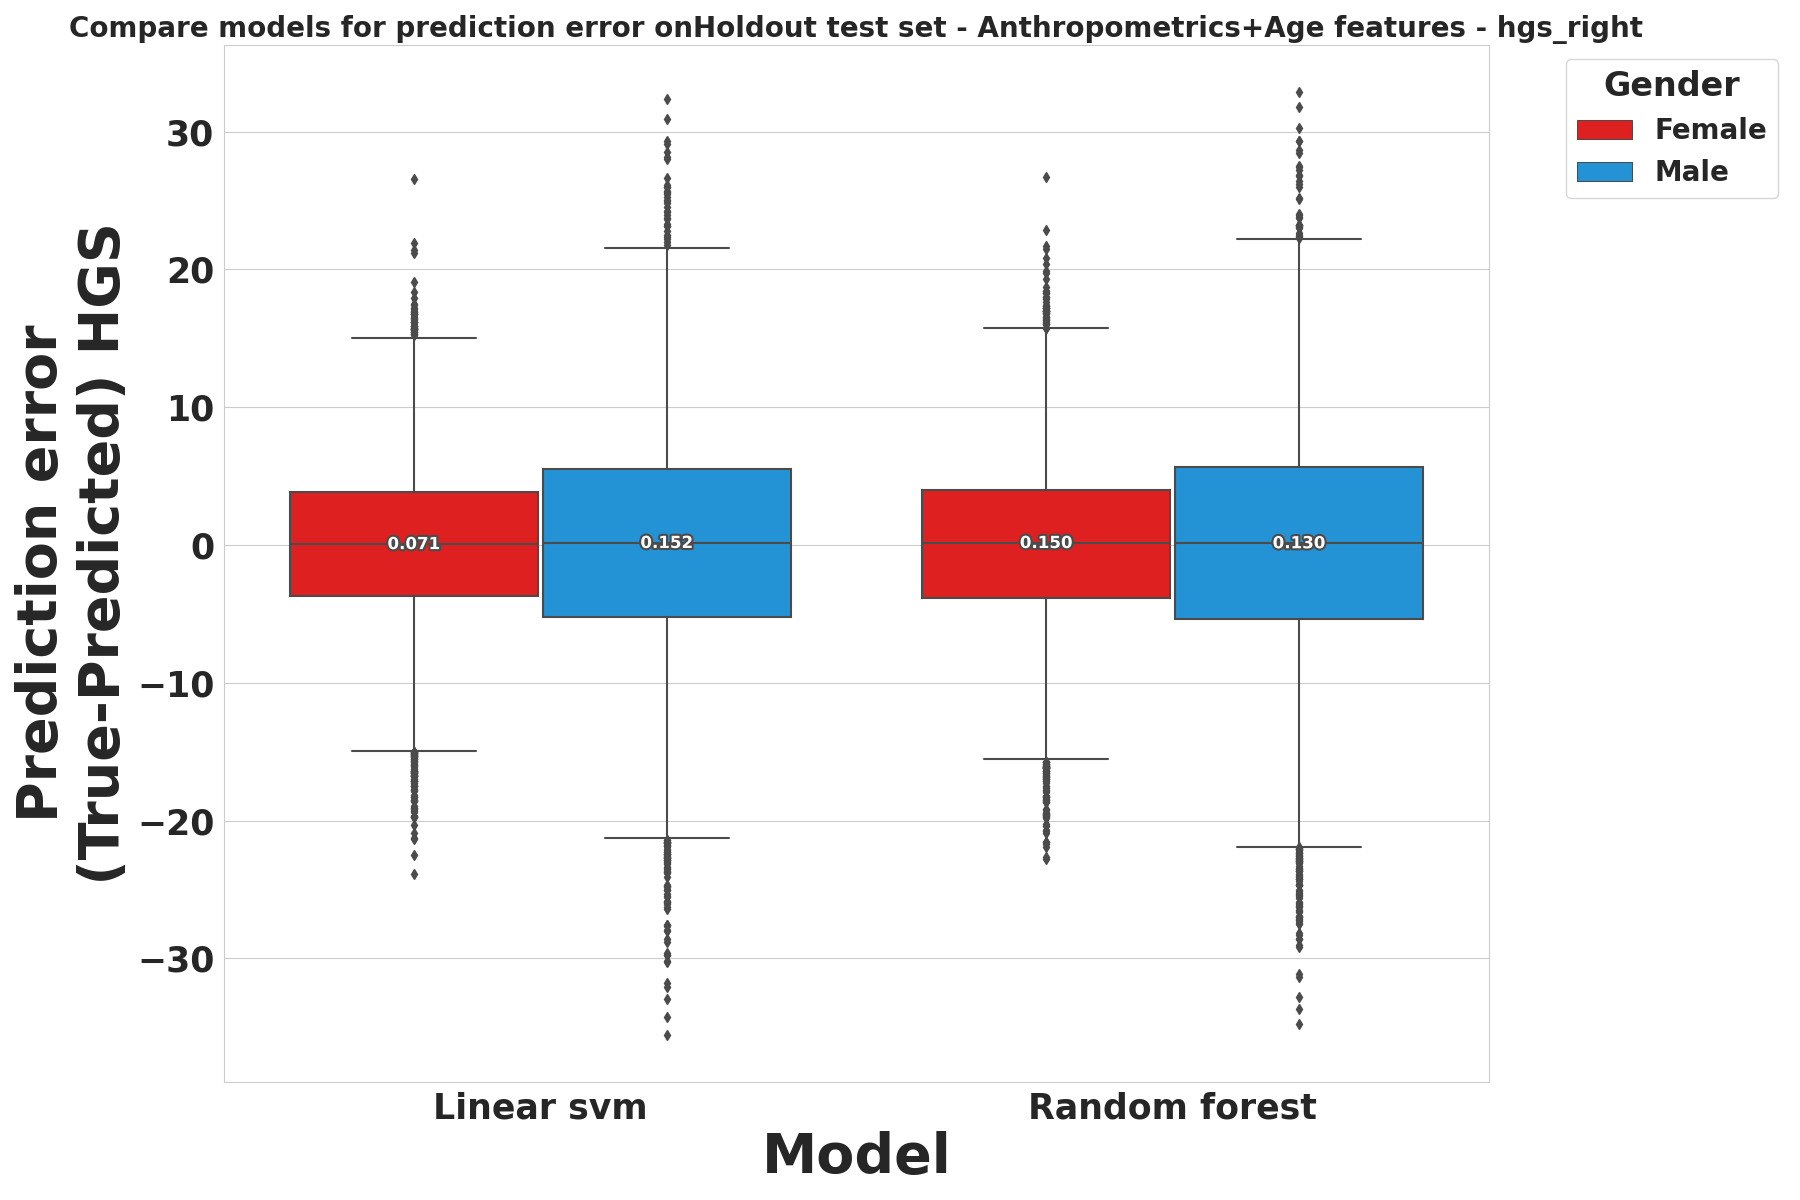 Compare models for prediction error onHoldout test set - Anthropometrics+Age features - hgs_right
Gender
Female
Male
Prediction error
(True-Predicted) HGS
30
20
10
0
−10
−20
−30
0.071
0.152
0.150
0.130
Linear svm
Random forest
Model